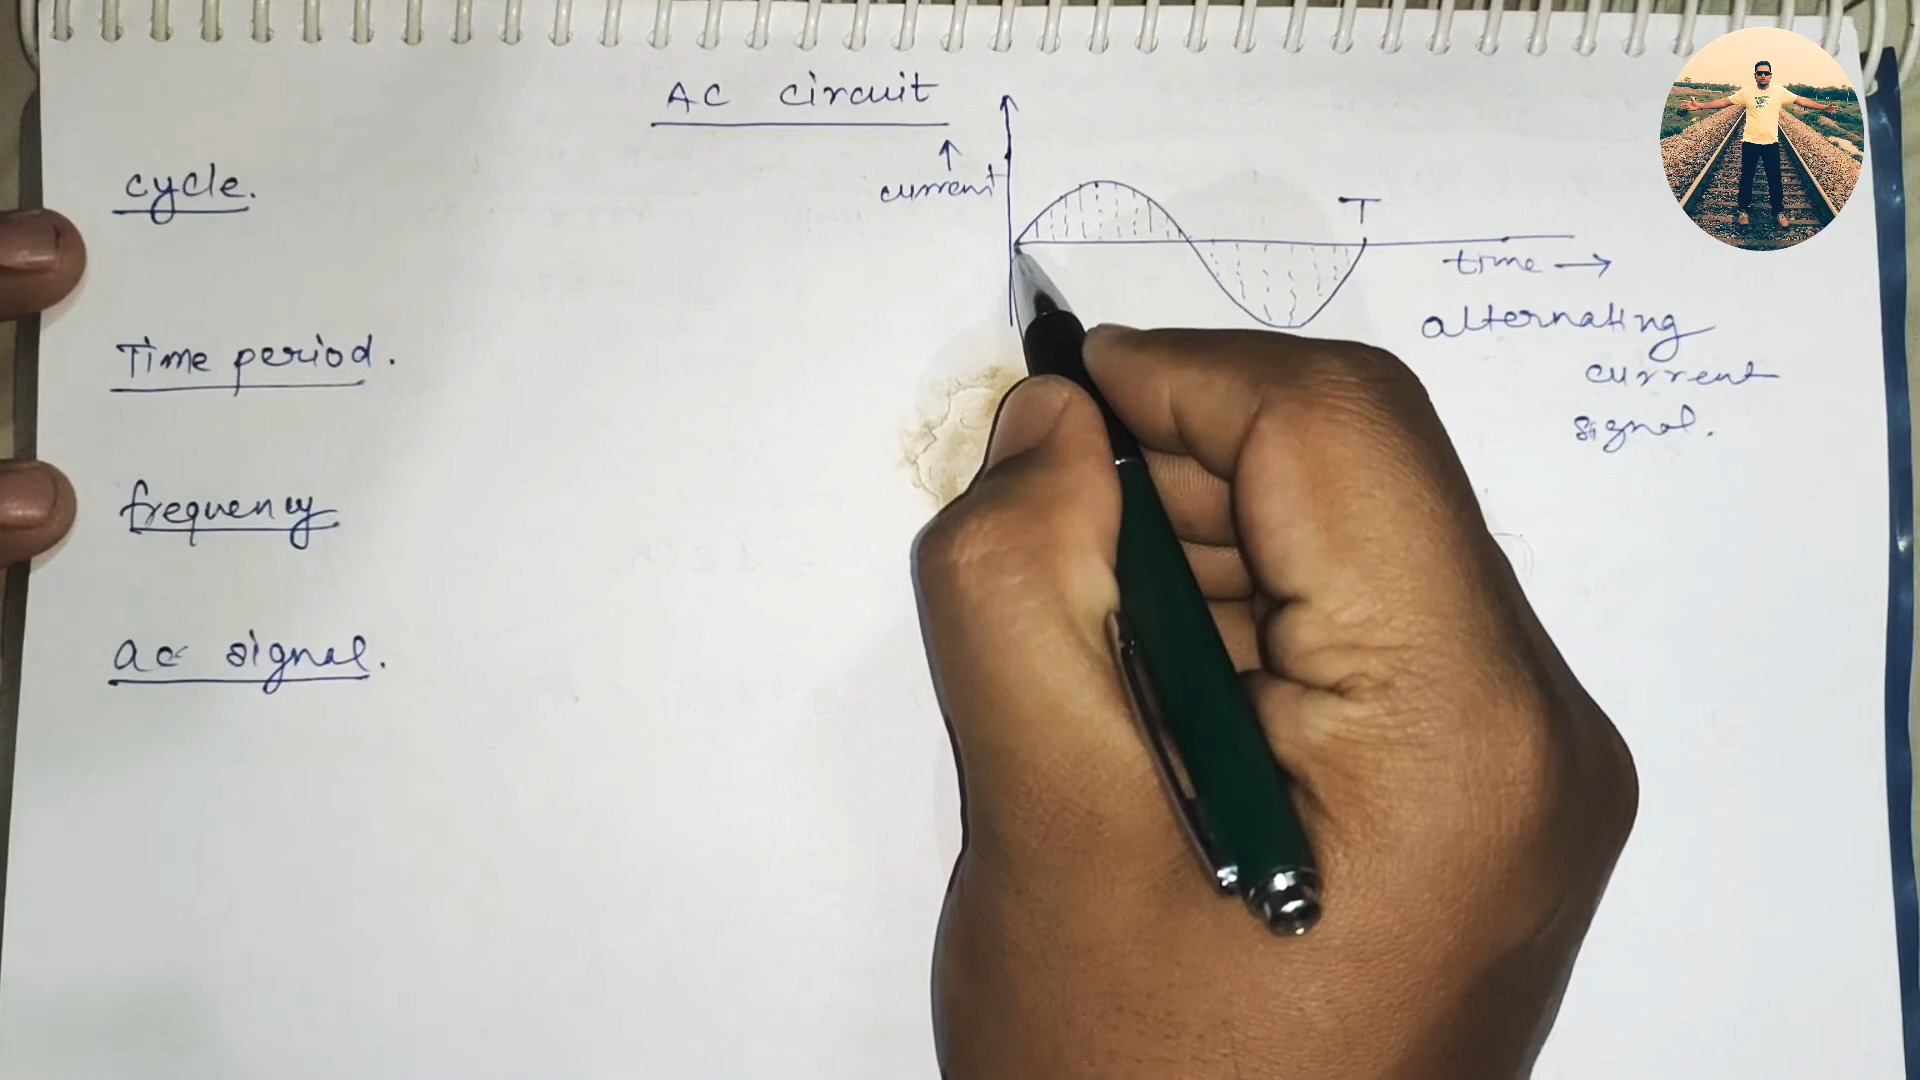 AC circuit
cycle.
↑
current
T
time →
alternating
current
signal.
Time period.
frequency
ac signal.